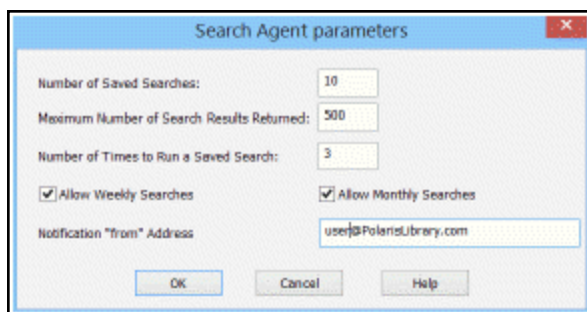 Search Agent parameters
Number of Saved Searches: 10
Maximum Number of Search Results Returned: 500
Number of Times to Run a Saved Search: 3
Allow Weekly Searches Allow Monthly Searches
Notification "from" Address user@PolarisLibrary.com
OK Cancel Help